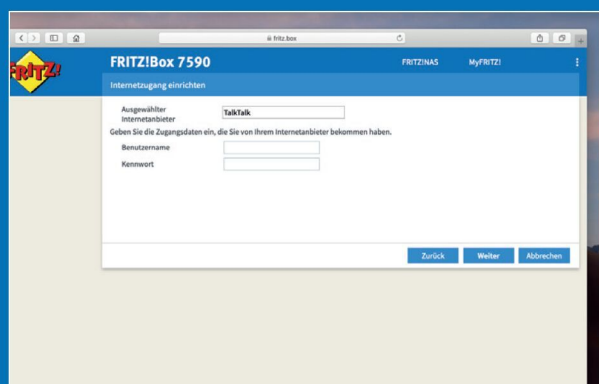 fritz.box
FRITZ!
FRITZ!Box 7590
FRITZ!NAS
MyFRITZ!
Internetzugang einrichten
Ausgewählter
Internetanbieter
TalkTalk
Geben Sie die Zugangsdaten ein, die Sie von Ihrem Internetanbieter bekommen haben.
Benutzername
Kennwort
Zurück
Weiter
Abbrechen